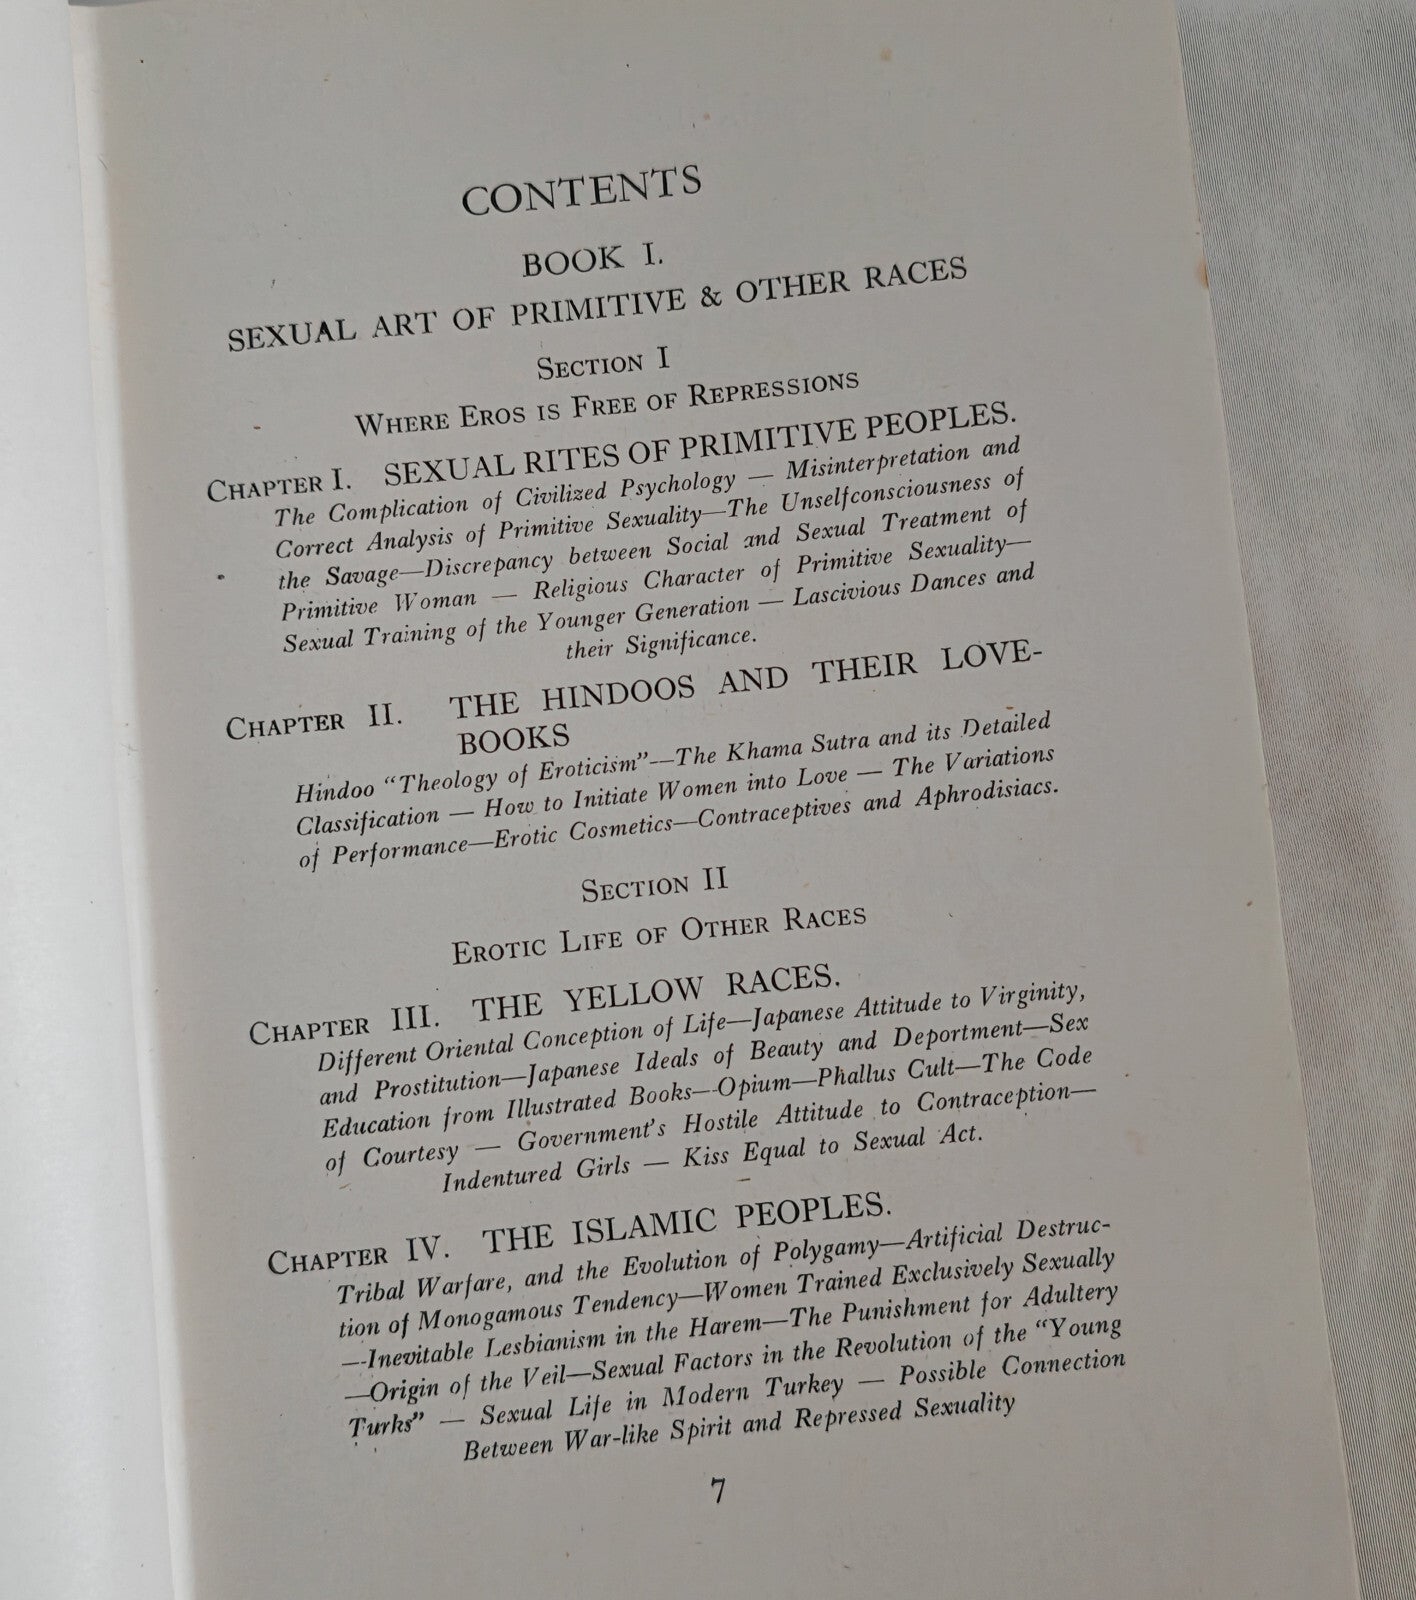 CONTENTS
BOOK I.
SEXUAL ART OF PRIMITIVE & OTHER RACES
SECTION I
WHERE EROS IS FREE OF REPRESSIONS
CHAPTER I. SEXUAL RITES OF PRIMITIVE PEOPLES.
The Complication of Civilized Psychology — Misinterpretation and
Correct Analysis of Primitive Sexuality—The Unselfconsciousness of
the Savage—Discrepancy between Social and Sexual Treatment of
Primitive Woman — Religious Character of Primitive Sexuality—
Sexual Training of the Younger Generation — Lascivious Dances and
their Significance.
CHAPTER II. THE HINDOOS AND THEIR LOVE-
BOOKS
Hindoo "Theology of Eroticism"—The Khama Sutra and its Detailed
Classification — How to Initiate Women into Love — The Variations
of Performance—Erotic Cosmetics—Contraceptives and Aphrodisiacs.
SECTION II
EROTIC LIFE OF OTHER RACES
CHAPTER III. THE YELLOW RACES.
Different Oriental Conception of Life—Japanese Attitude to Virginity,
and Prostitution—Japanese Ideals of Beauty and Deportment—Sex
Education from Illustrated Books—Opium—Phallus Cult—The Code
of Courtesy — Government's Hostile Attitude to Contraception—
Indentured Girls — Kiss Equal to Sexual Act.
CHAPTER IV. THE ISLAMIC PEOPLES.
Tribal Warfare, and the Evolution of Polygamy—Artificial Destruc-
tion of Monogamous Tendency—Women Trained Exclusively Sexually
—Inevitable Lesbianism in the Harem—The Punishment for Adultery
—Origin of the Veil—Sexual Factors in the Revolution of the "Young
Turks" — Sexual Life in Modern Turkey — Possible Connection
Between War-like Spirit and Repressed Sexuality
7